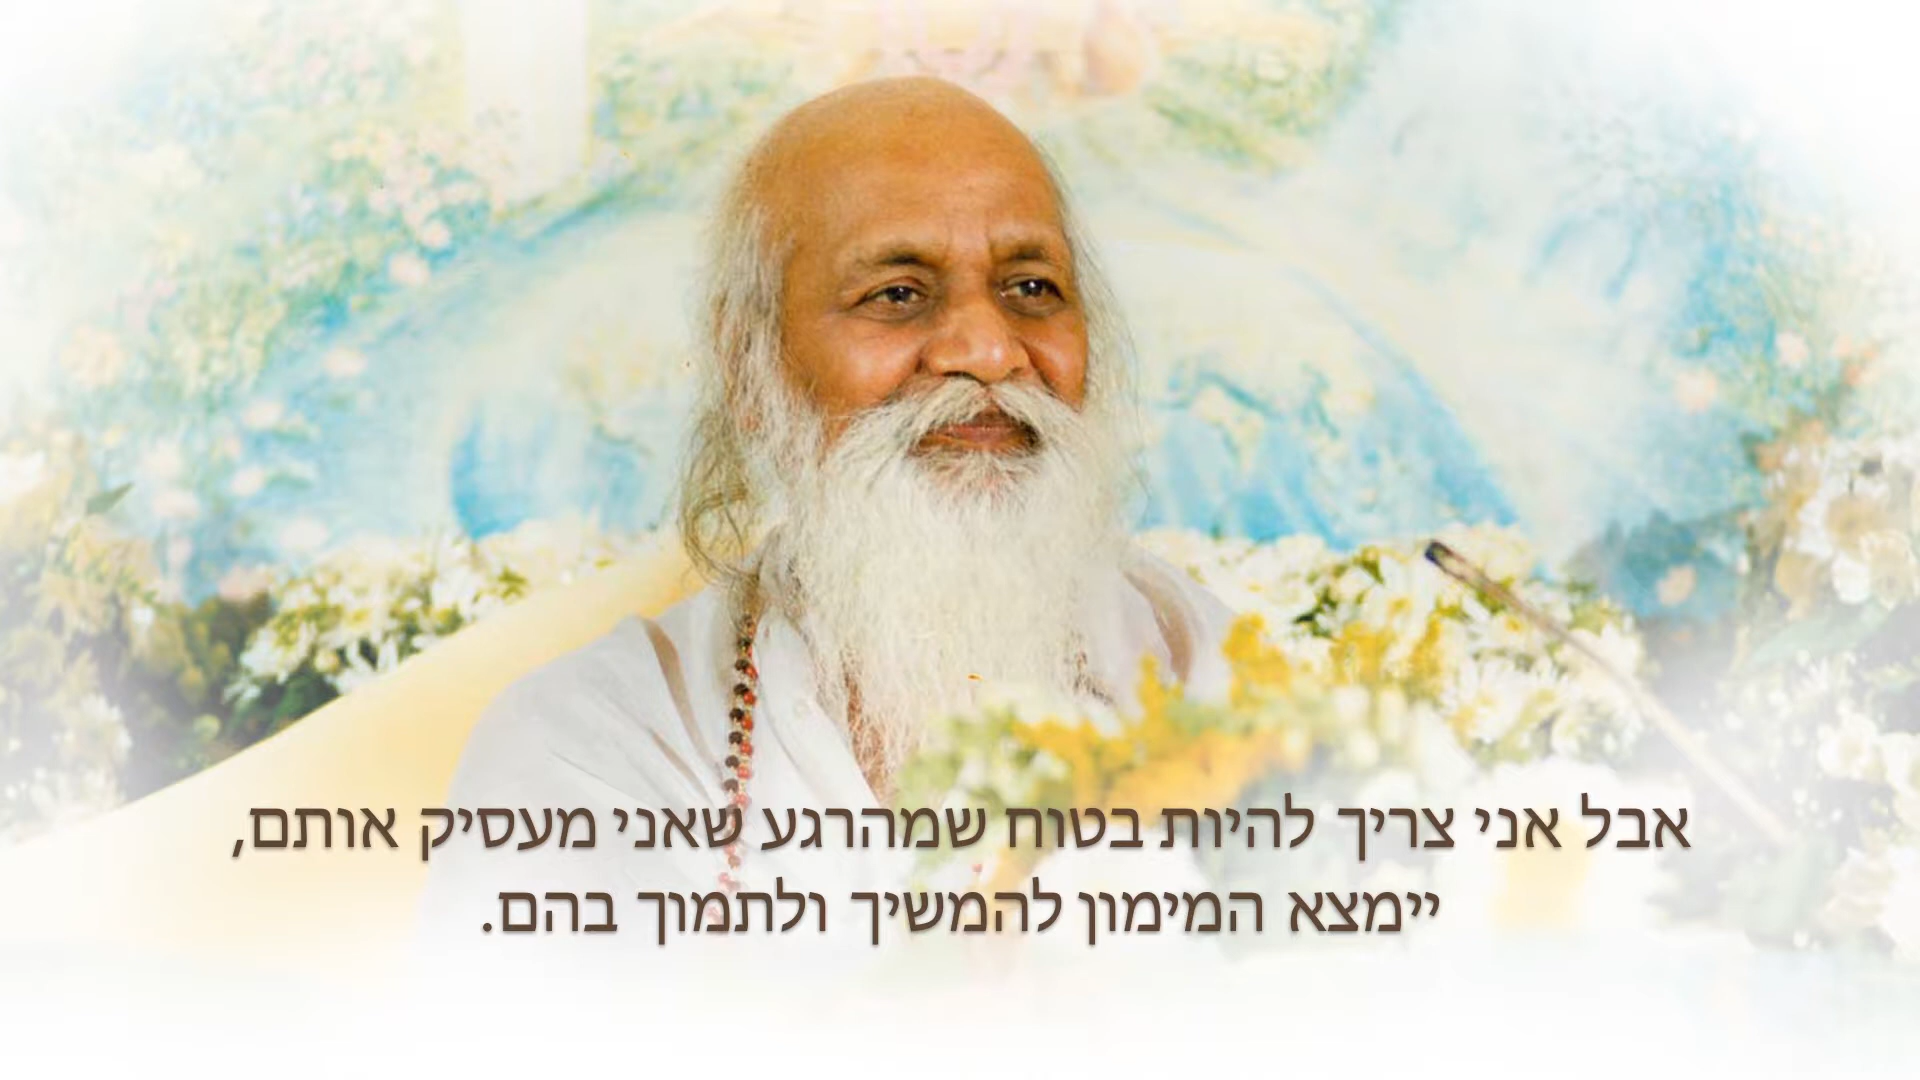 אבל אני צריך להיות בטוח שמהרגע שאני מעסיק אותם,
יימצא המימון להמשיך ולתמוך בהם.